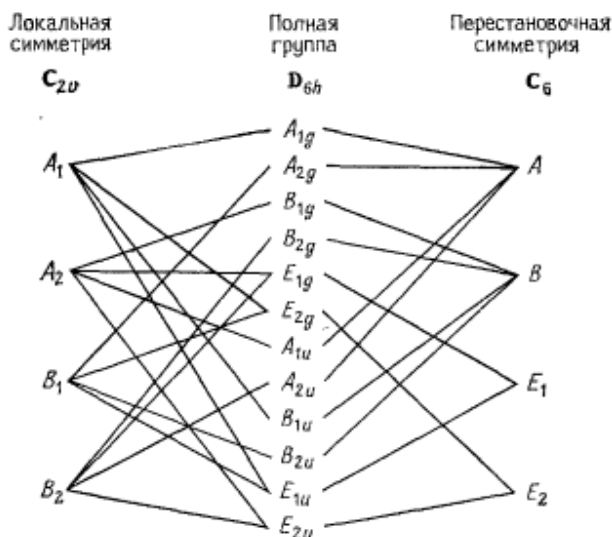 Локальная симметрия
C2v
Полная группа
D6h
Перестановочная симметрия
C6
A1
A2
B1
B2
A1g
A2g
B1g
B2g
E1g
E2g
A1u
A2u
B1u
B2u
E1u
E2u
A
B
E1
E2